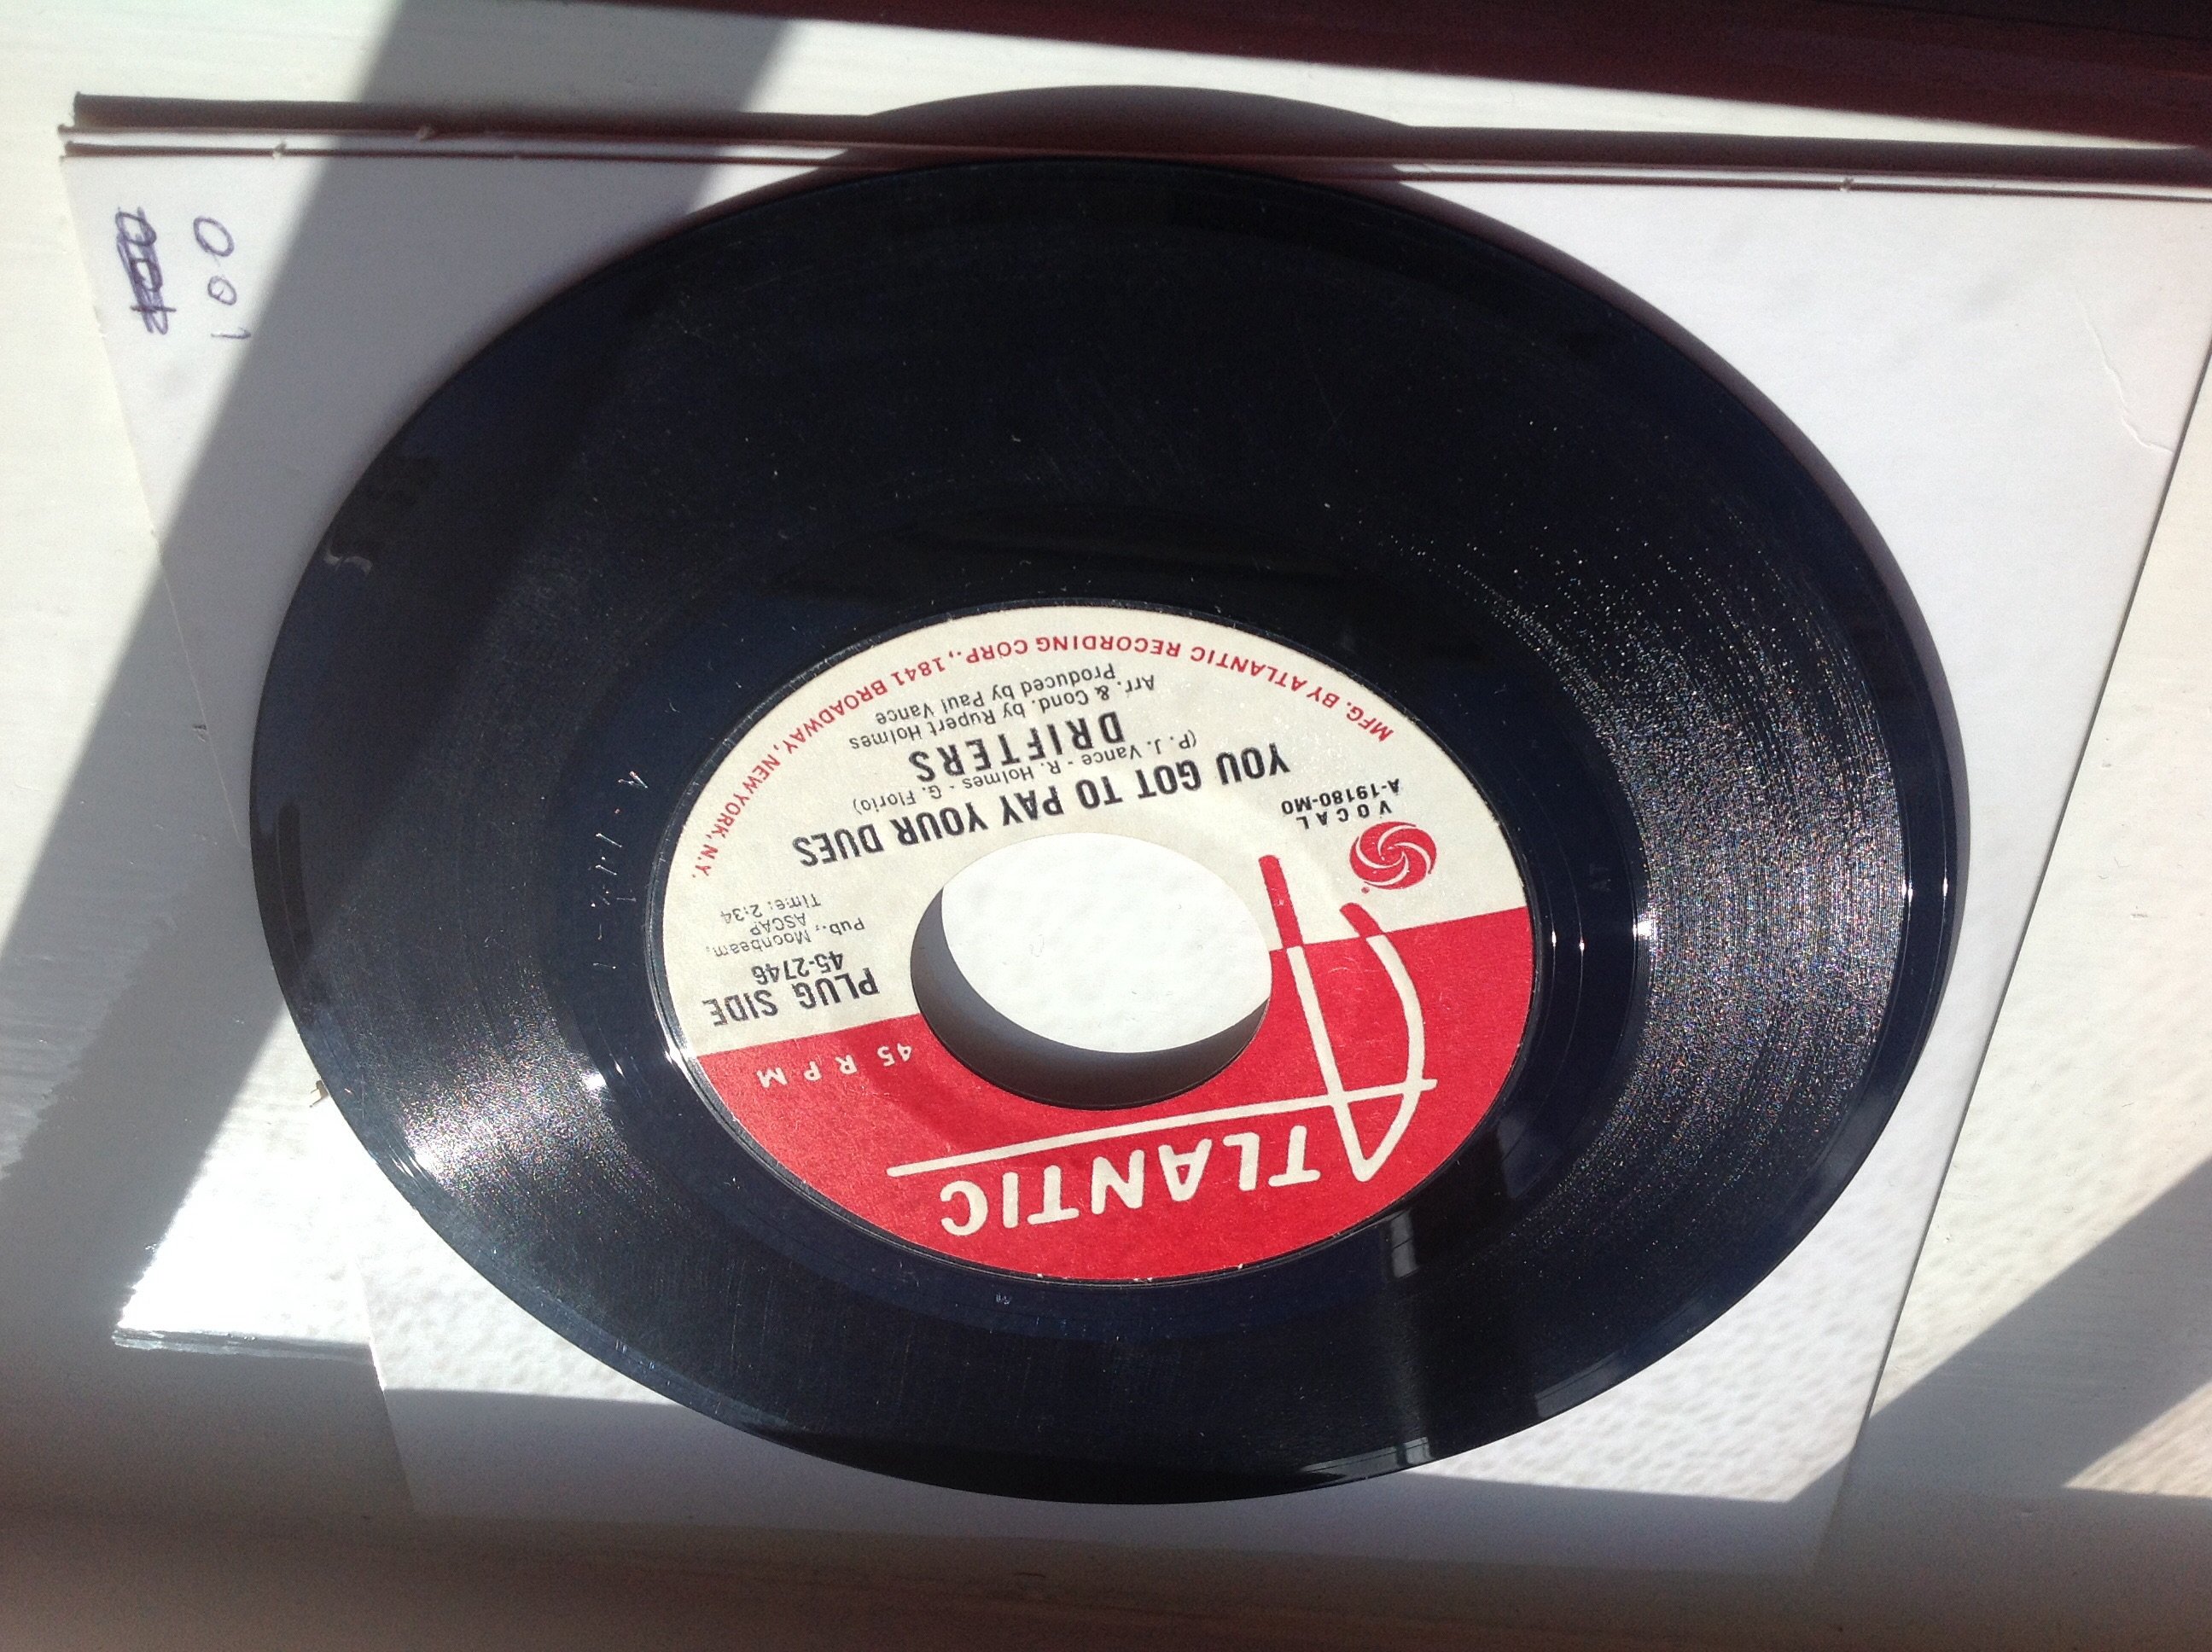 ATLANTIC
45 RPM
PLUG SIDE
45-2746
Pub., Moonbeam,
ASCAP
Time: 2:34
VOCAL
A-19180-MO
YOU GOT TO PAY YOUR DUES
(P. J. Vance - R. Holmes - G. Florio)
DRIFTERS
Arr. & Cond. by Rupert Holmes
Produced by Paul Vance
MFG. BY ATLANTIC RECORDING CORP., 1841 BROADWAY, NEW YORK, N.Y.
100